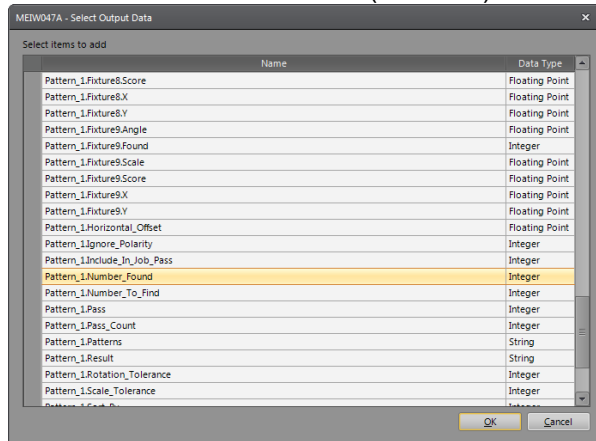 MEIW047A - Select Output Data
Select items to add
Name Data Type
Pattern_1.Fixture8.Score Floating Point
Pattern_1.Fixture8.X Floating Point
Pattern_1.Fixture8.Y Floating Point
Pattern_1.Fixture9.Angle Floating Point
Pattern_1.Fixture9.Found Integer
Pattern_1.Fixture9.Scale Floating Point
Pattern_1.Fixture9.Score Floating Point
Pattern_1.Fixture9.X Floating Point
Pattern_1.Fixture9.Y Floating Point
Pattern_1.Horizontal_Offset Floating Point
Pattern_1.Ignore_Polarity Integer
Pattern_1.Include_In_Job_Pass Integer
Pattern_1.Number_Found Integer
Pattern_1.Number_To_Find Integer
Pattern_1.Pass Integer
Pattern_1.Pass_Count Integer
Pattern_1.Patterns String
Pattern_1.Result String
Pattern_1.Rotation_Tolerance Integer
Pattern_1.Scale_Tolerance Integer
OK Cancel